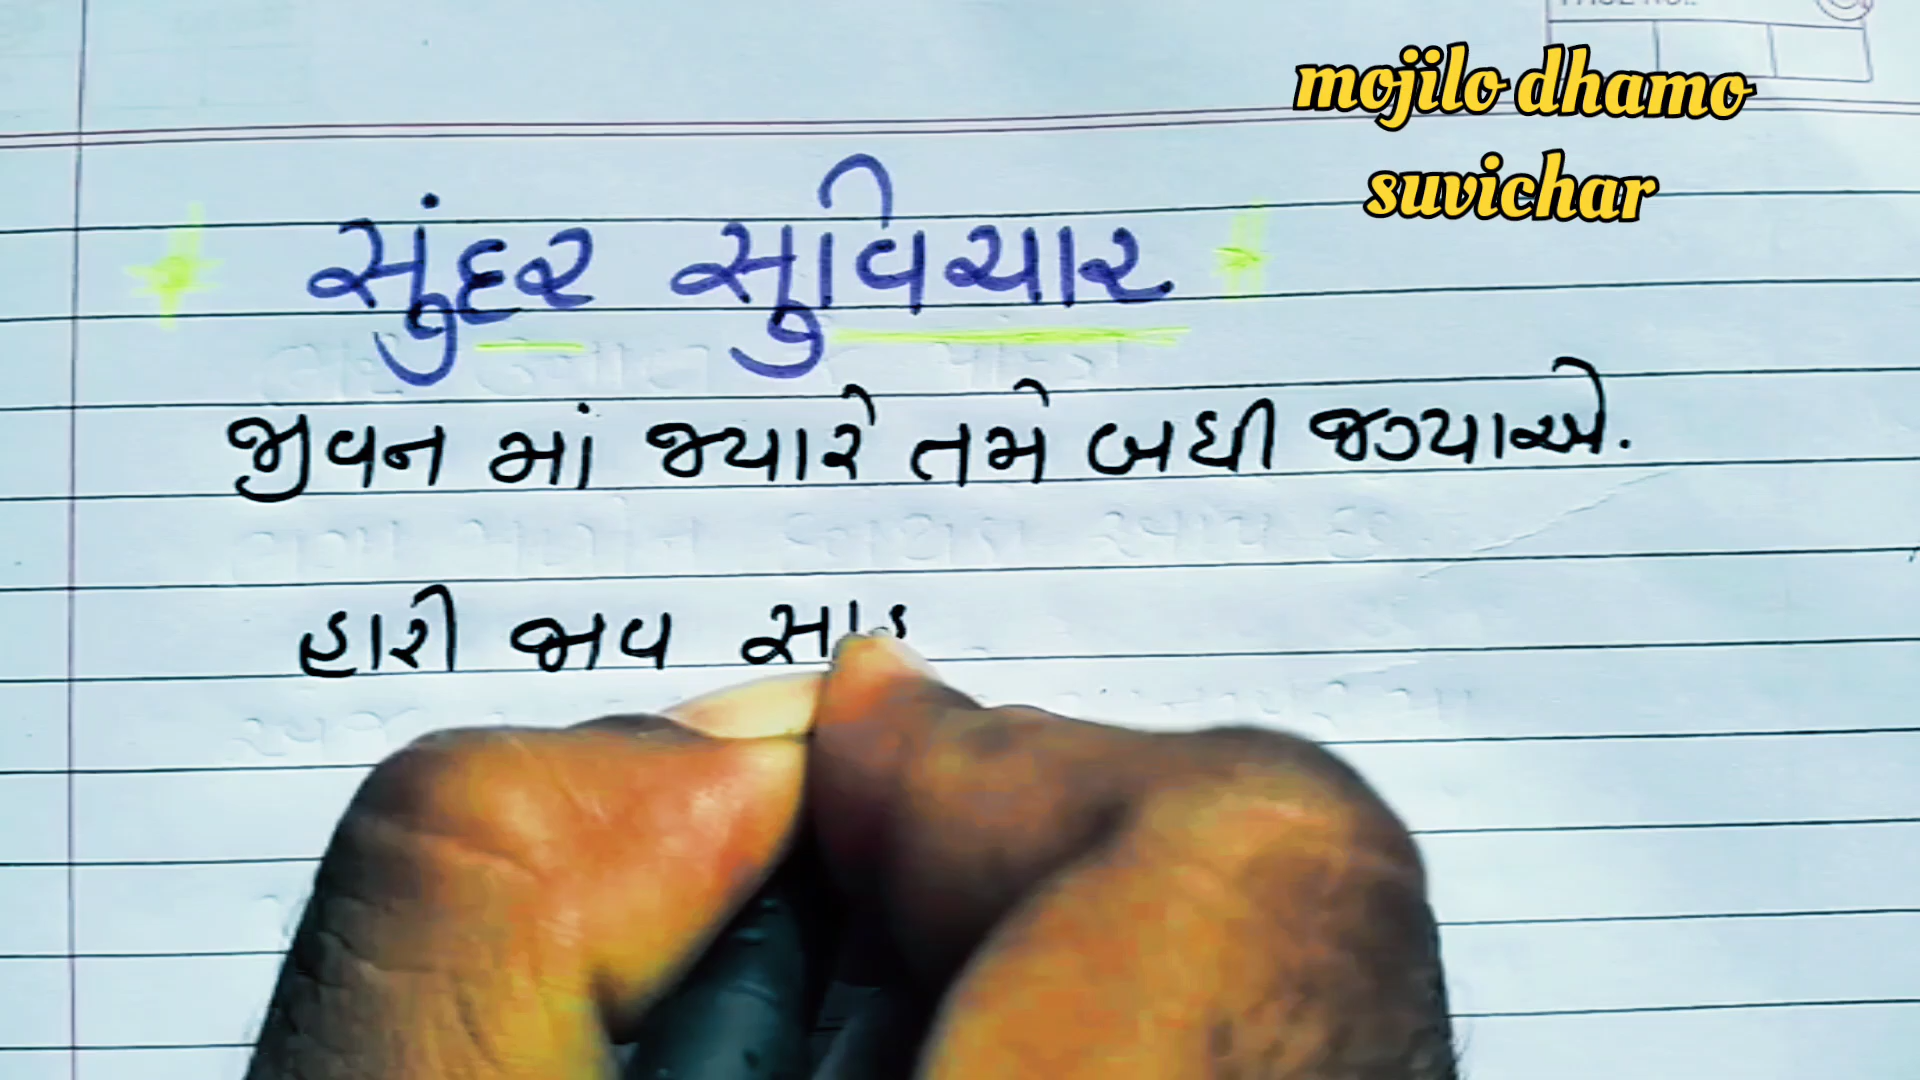 mojilo dhamo
suvichar
સુંદર સુવિચાર
જીવન માં જ્યારે તમે બધી જગ્યાએ.
હારી જાવ